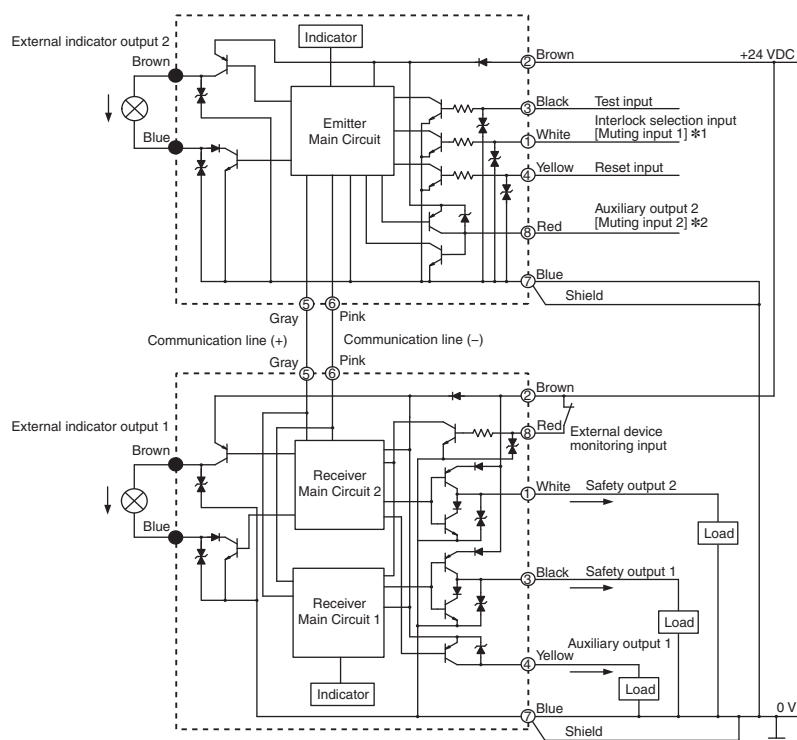 External indicator output 2
Indicator
Brown
② Brown
+24 VDC
Emitter
Main Circuit
③ Black
Test input
① White
Interlock selection input
[Muting input 1] *1
Blue
④ Yellow
Reset input
⑧ Red
Auxiliary output 2
[Muting input 2] *2
⑦ Blue
Shield
⑤ ⑥
Gray Pink
Communication line (+) Communication line (−)
Gray Pink
⑤ ⑥
External indicator output 1
② Brown
⑧ Red
External device
monitoring input
Brown
Receiver
Main Circuit 2
① White
Safety output 2
Load
Blue
Receiver
Main Circuit 1
③ Black
Safety output 1
Load
④ Yellow
Auxiliary output 1
Load
Indicator
⑦ Blue
0 V
Shield